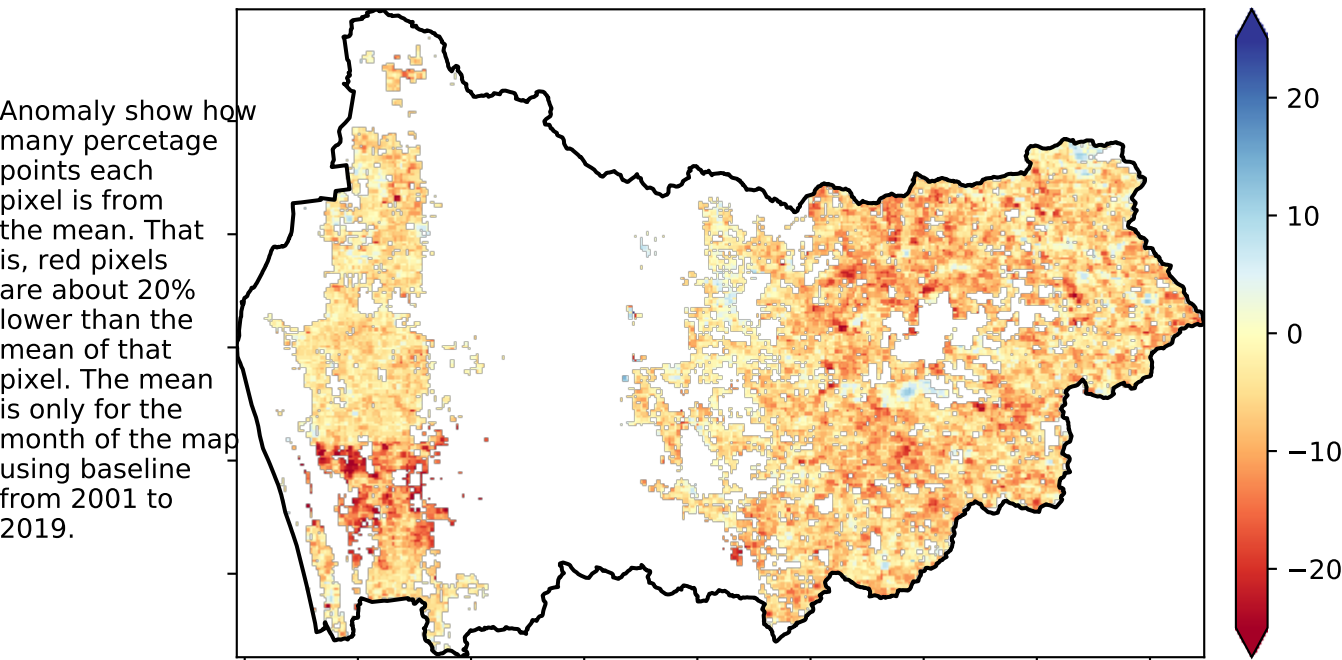 Anomaly show how
many percetage
points each
pixel is from
the mean. That
is, red pixels
are about 20%
lower than the
mean of that
pixel. The mean
is only for the
month of the map
using baseline
from 2001 to
2019.
20
10
0
−10
−20